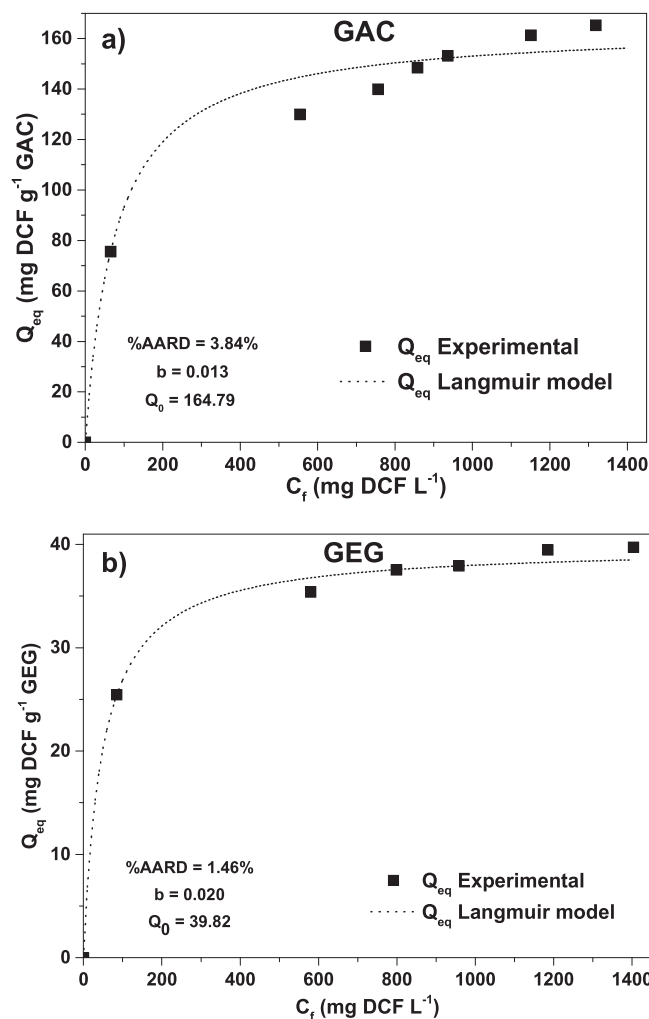 a)
GAC
160
140
120
100
80
60
40
20
0
Q_eq (mg DCF g⁻¹ GAC)
%AARD = 3.84%
b = 0.013
Q₀ = 164.79
Q_eq Experimental
Q_eq Langmuir model
0 200 400 600 800 1000 1200 1400
C_f (mg DCF L⁻¹)
b)
GEG
40
30
20
10
0
Q_eq (mg DCF g⁻¹ GEG)
%AARD = 1.46%
b = 0.020
Q₀ = 39.82
Q_eq Experimental
Q_eq Langmuir model
0 200 400 600 800 1000 1200 1400
C_f (mg DCF L⁻¹)